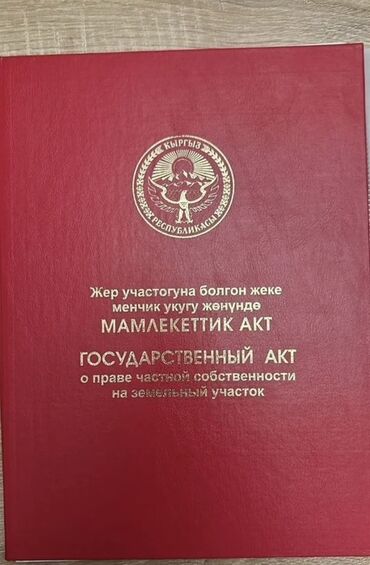 КЫРГЫЗ
РЕСПУБЛИКАСЫ
Жер участогуна болгон жеке
менчик укугу жөнүндө
МАМЛЕКЕТТИК АКТ
ГОСУДАРСТВЕННЫЙ АКТ
о праве частной собственности
на земельный участок